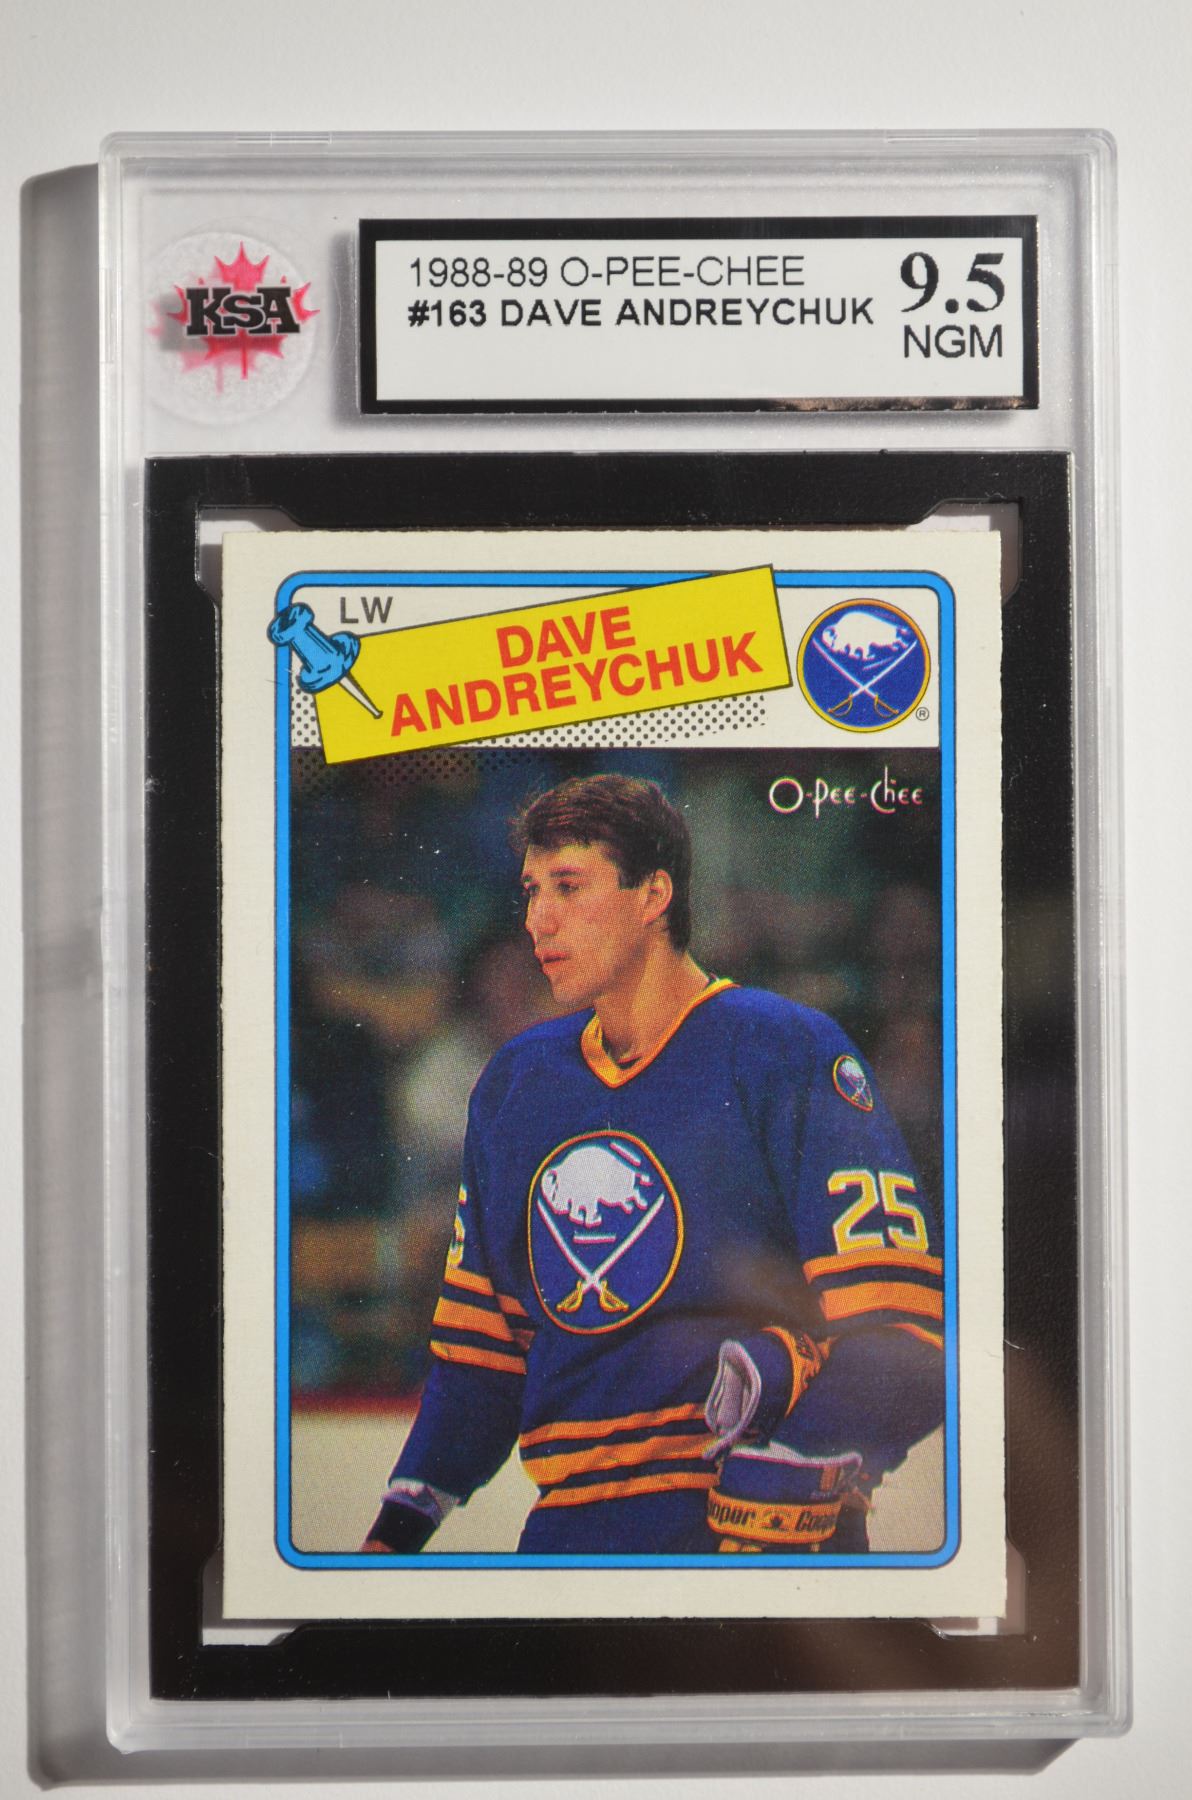 KSA
1988-89 O-PEE-CHEE
#163 DAVE ANDREYCHUK
9.5
NGM
LW
DAVE
ANDREYCHUK
®
O-Pee-Chee
25